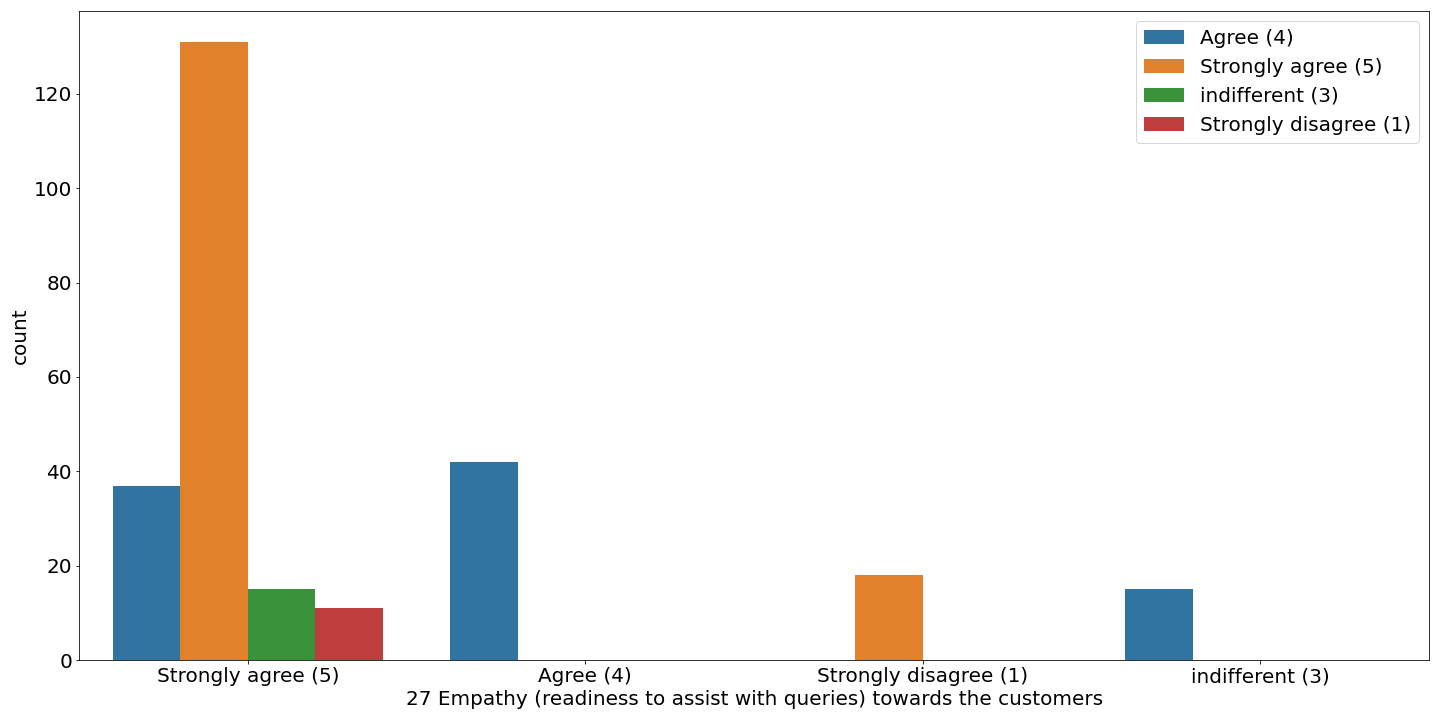 Agree (4)
Strongly agree (5)
indifferent (3)
Strongly disagree (1)
120
100
80
60
40
20
0
count
Strongly agree (5) Agree (4) Strongly disagree (1) indifferent (3)
27 Empathy (readiness to assist with queries) towards the customers